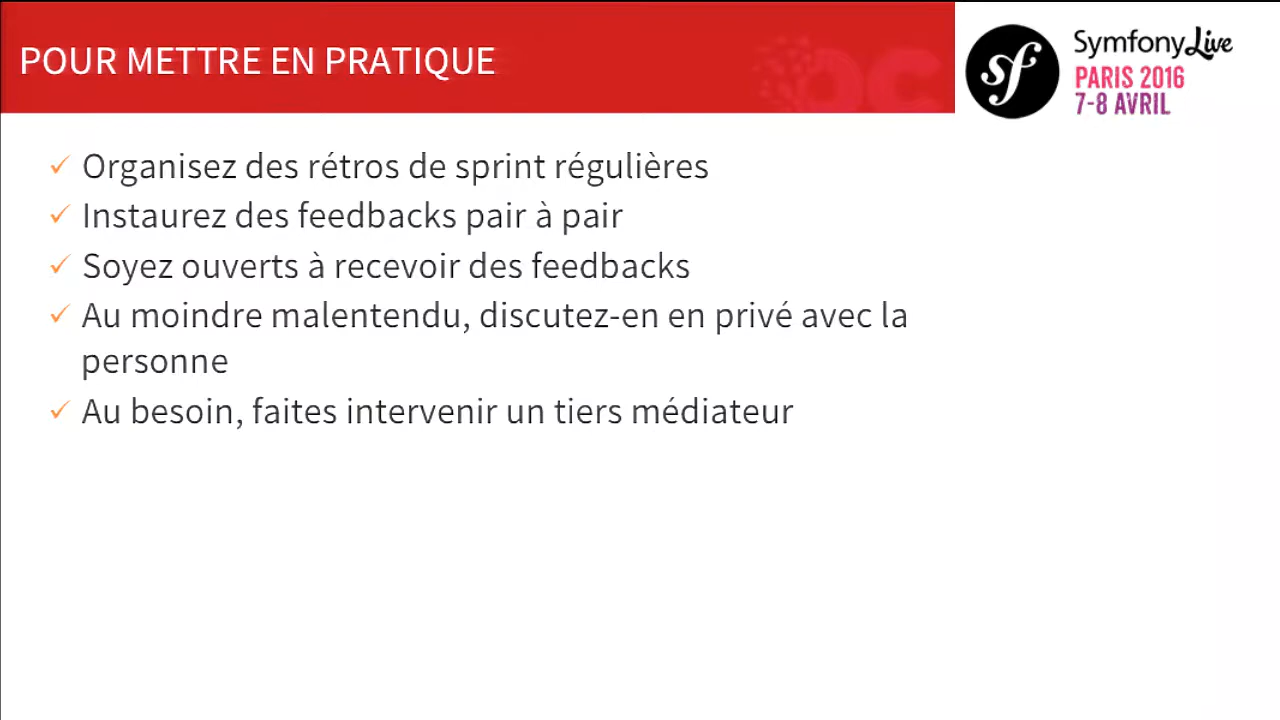 POUR METTRE EN PRATIQUE
SymfonyLive
PARIS 2016
7-8 AVRIL
sf
oc
Organisez des rétros de sprint régulières
Instaurez des feedbacks pair à pair
Soyez ouverts à recevoir des feedbacks
Au moindre malentendu, discutez-en en privé avec la
personne
Au besoin, faites intervenir un tiers médiateur